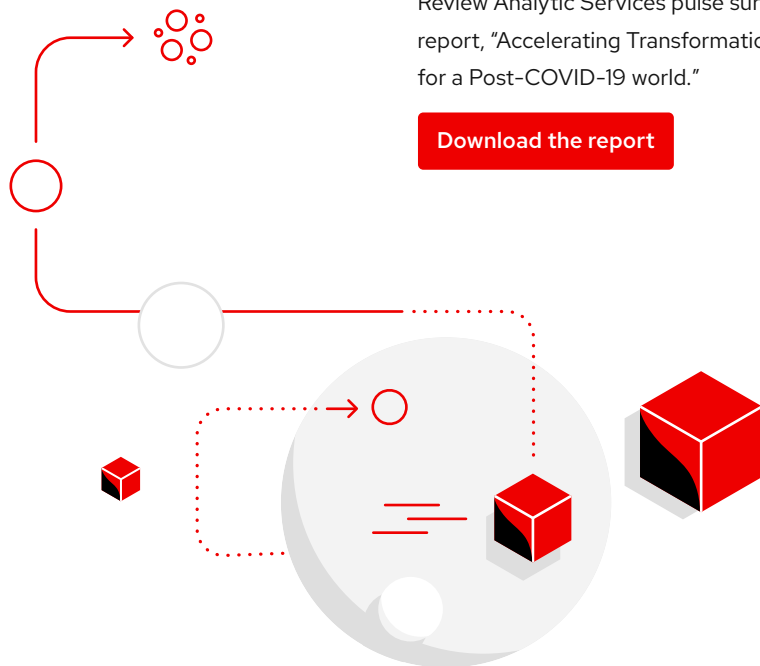 Review Analytic Services pulse
report, “Accelerating
for a Post-COVID-19 world.”
Download the report